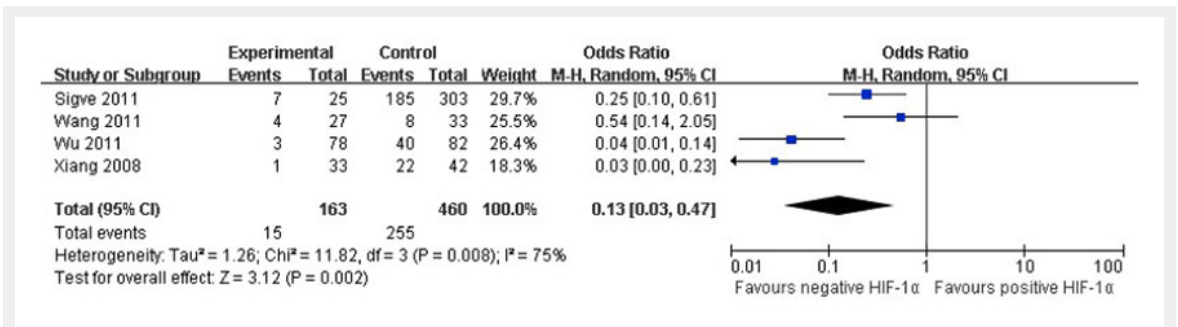 Experimental Control Odds Ratio Odds Ratio
Study or Subgroup Events Total Events Total Weight M-H, Random, 95% CI M-H, Random, 95% CI
Sigve 2011 7 25 185 303 29.7% 0.25 [0.10, 0.61]
Wang 2011 4 27 8 33 25.5% 0.54 [0.14, 2.05]
Wu 2011 3 78 40 82 26.4% 0.04 [0.01, 0.14]
Xiang 2008 1 33 22 42 18.3% 0.03 [0.00, 0.23]
Total (95% CI) 163 460 100.0% 0.13 [0.03, 0.47]
Total events 15 255
Heterogeneity: Tau² = 1.26; Chi² = 11.82, df = 3 (P = 0.008); I² = 75%
Test for overall effect: Z = 3.12 (P = 0.002)
0.01 0.1 1 10 100
Favours negative HIF-1α Favours positive HIF-1α